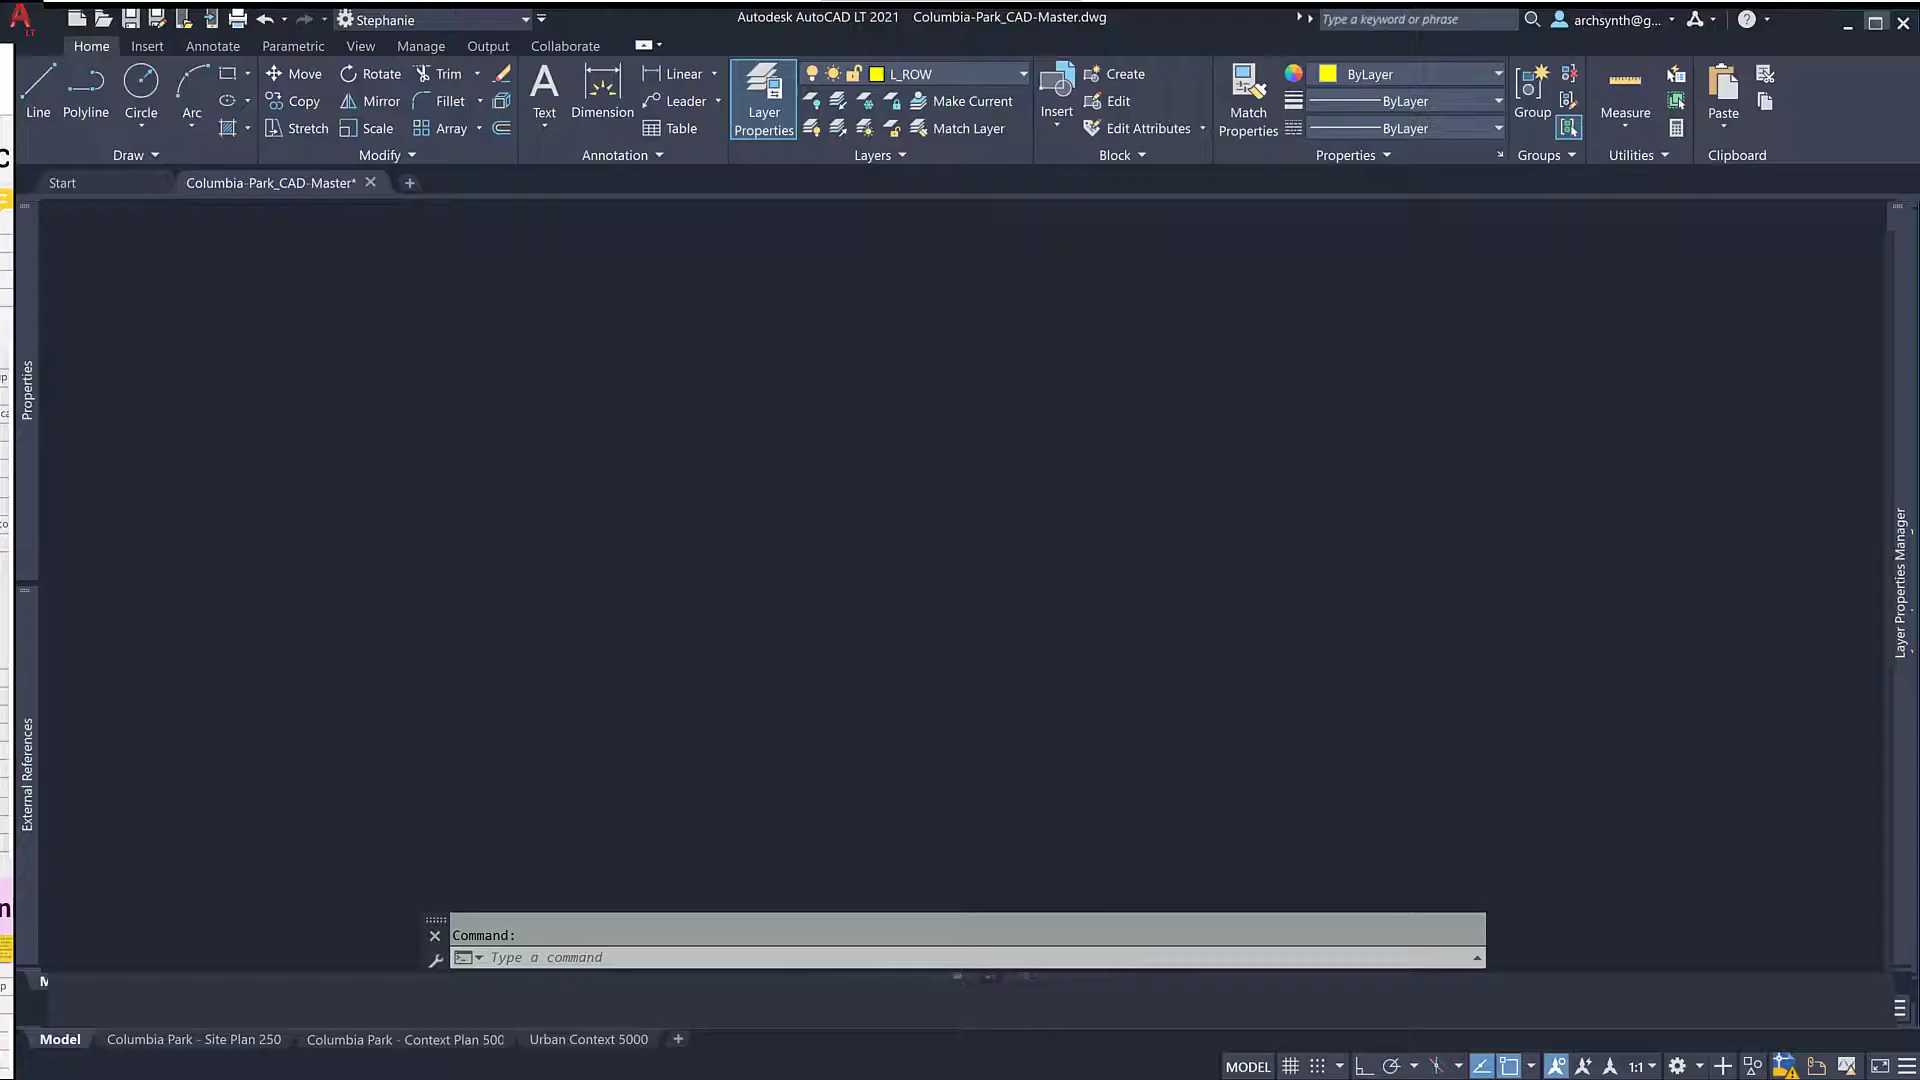 LT
Stephanie
Autodesk AutoCAD LT 2021 Columbia-Park_CAD-Master.dwg
Type a keyword or phrase
archsynth@g...
Home Insert Annotate Parametric View Manage Output Collaborate
Line Polyline Circle Arc
Move Rotate Trim
Copy Mirror Fillet
Stretch Scale Array
Text Dimension
Linear
Leader
Table
Layer Properties
L_ROW
Make Current
Match Layer
Insert
Create
Edit
Edit Attributes
Match Properties
ByLayer
ByLayer
ByLayer
Group
Measure
Paste
Draw Modify Annotation Layers Block Properties Groups Utilities Clipboard
Start Columbia-Park_CAD-Master*
Properties
External References
Layer Properties Manager
Command:
Type a command
M
Model Columbia Park - Site Plan 250 Columbia Park - Context Plan 500 Urban Context 5000
MODEL 1:1